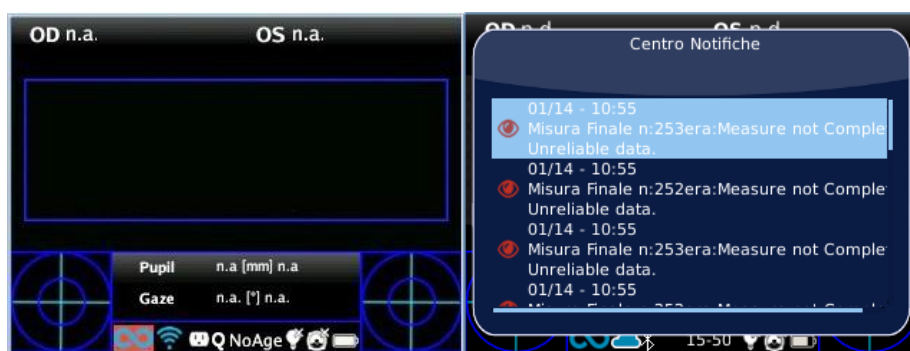 OD n.a.
OS n.a.
Pupil n.a [mm] n.a
Gaze n.a. [°] n.a.
Q NoAge
OD n.d
OS n.d
Centro Notifiche
01/14 - 10:55
Misura Finale n:253era:Measure not Comple
Unreliable data.
01/14 - 10:55
Misura Finale n:252era:Measure not Comple
Unreliable data.
01/14 - 10:55
Misura Finale n:253era:Measure not Comple
Unreliable data.
01/14 - 10:55
15-50